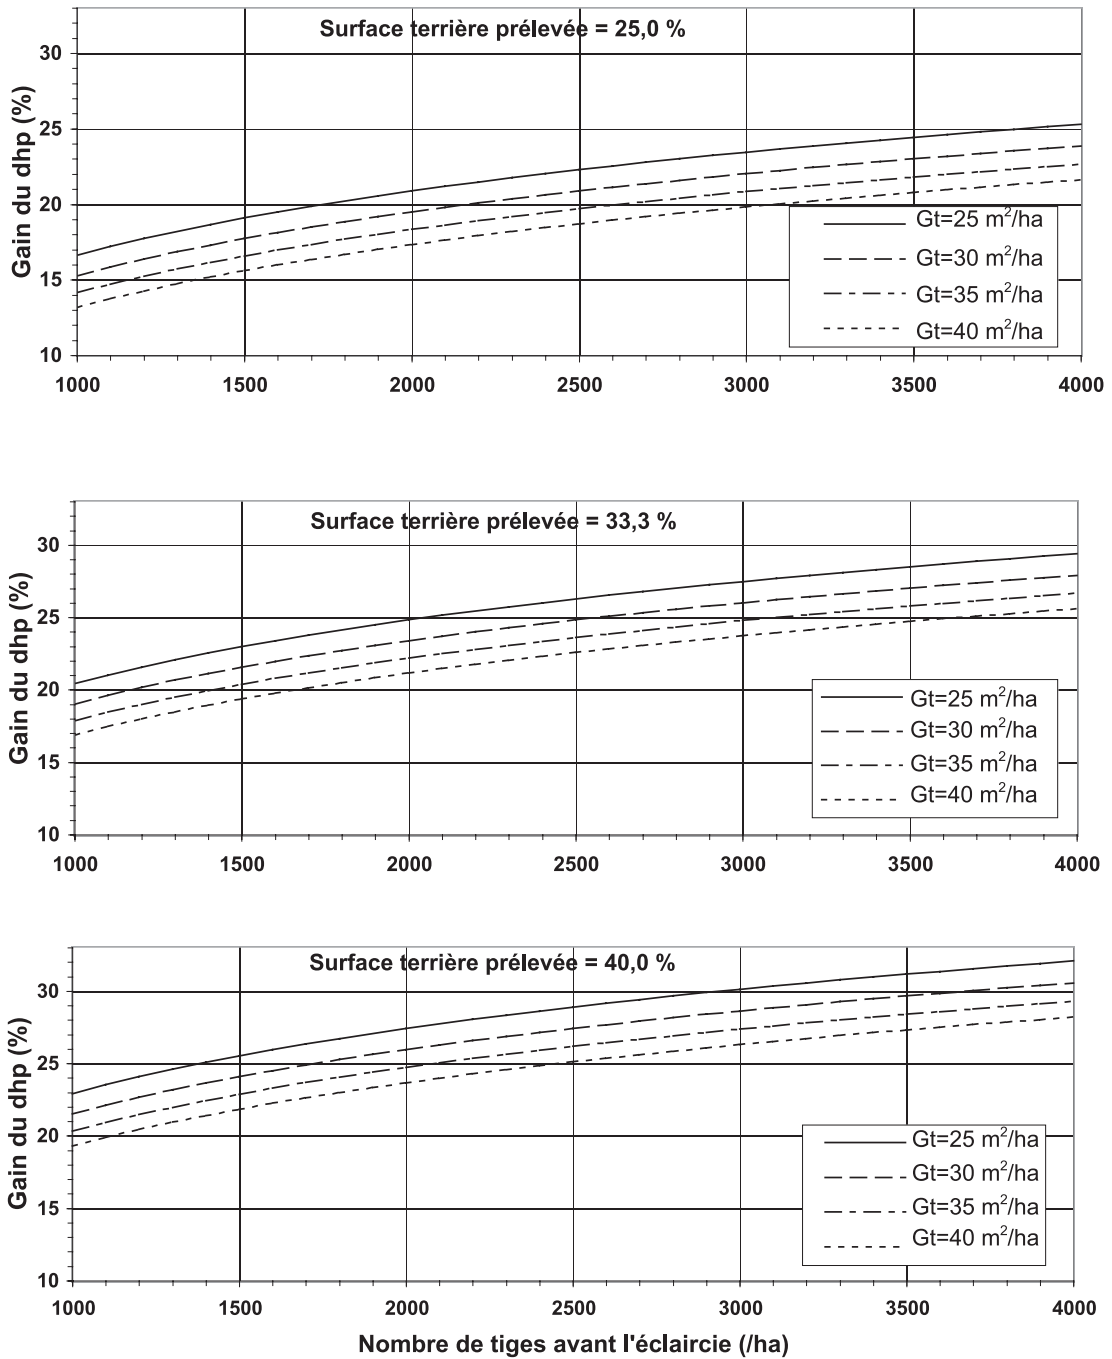 Surface terrière prélevée = 25,0 %
Gain du dhp (%)
30
25
20
15
10
1000 1500 2000 2500 3000 3500 4000
Gt=25 m²/ha
Gt=30 m²/ha
Gt=35 m²/ha
Gt=40 m²/ha
Surface terrière prélevée = 33,3 %
Gain du dhp (%)
30
25
20
15
10
1000 1500 2000 2500 3000 3500 4000
Gt=25 m²/ha
Gt=30 m²/ha
Gt=35 m²/ha
Gt=40 m²/ha
Surface terrière prélevée = 40,0 %
Gain du dhp (%)
30
25
20
15
10
1000 1500 2000 2500 3000 3500 4000
Gt=25 m²/ha
Gt=30 m²/ha
Gt=35 m²/ha
Gt=40 m²/ha
Nombre de tiges avant l'éclaircie (/ha)